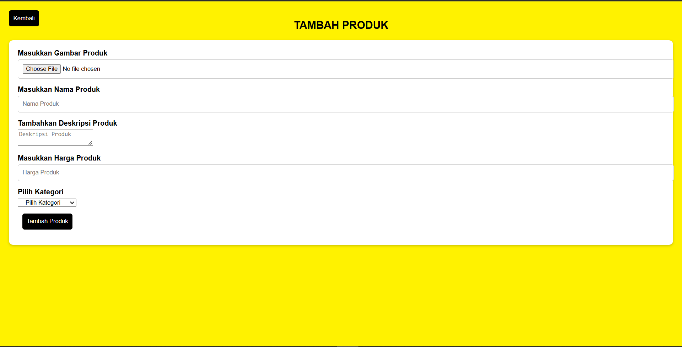 Kembali
TAMBAH PRODUK
Masukkan Gambar Produk
Choose File No file chosen
Masukkan Nama Produk
Nama Produk
Tambahkan Deskripsi Produk
Deskripsi Produk
Masukkan Harga Produk
Harga Produk
Pilih Kategori
Pilih Kategori
Tambah Produk